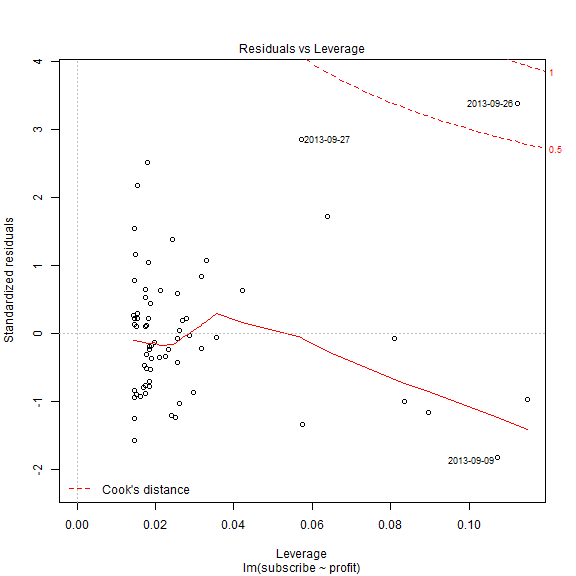 Residuals vs Leverage
4
1
2013-09-26
3
2013-09-27
0.5
2
1
0
-1
2013-09-09
-2
Cook's distance
Standardized residuals
0.00 0.02 0.04 0.06 0.08 0.10
Leverage
lm(subscribe ~ profit)